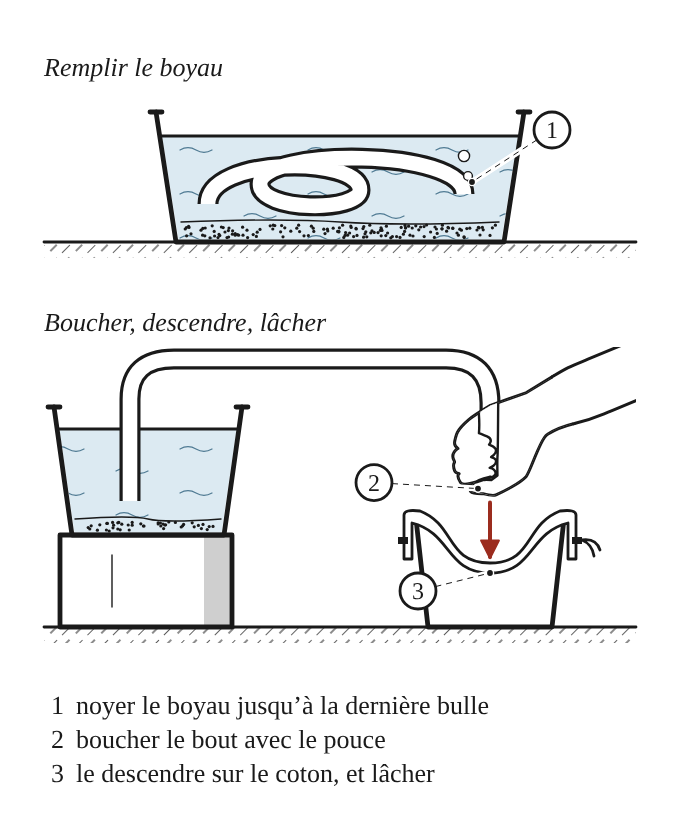 Remplir le boyau
1
Boucher, descendre, lâcher
2
3
1 noyer le boyau jusqu’à la dernière bulle
2 boucher le bout avec le pouce
3 le descendre sur le coton, et lâcher